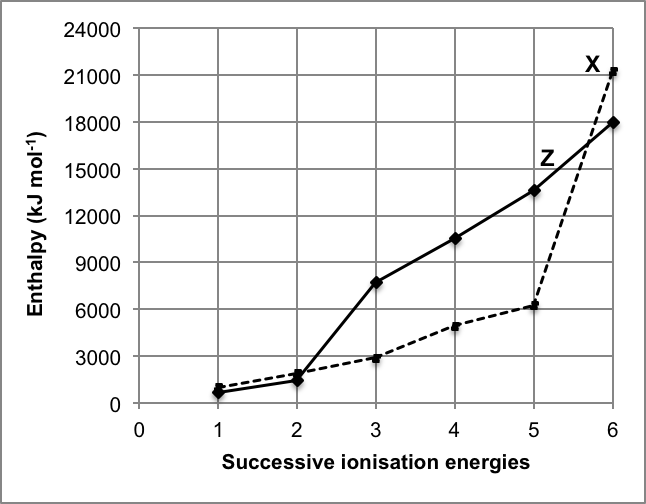 24000
21000
18000
15000
12000
9000
6000
3000
0
Enthalpy (kJ mol-1)
X
Z
0 1 2 3 4 5 6
Successive ionisation energies